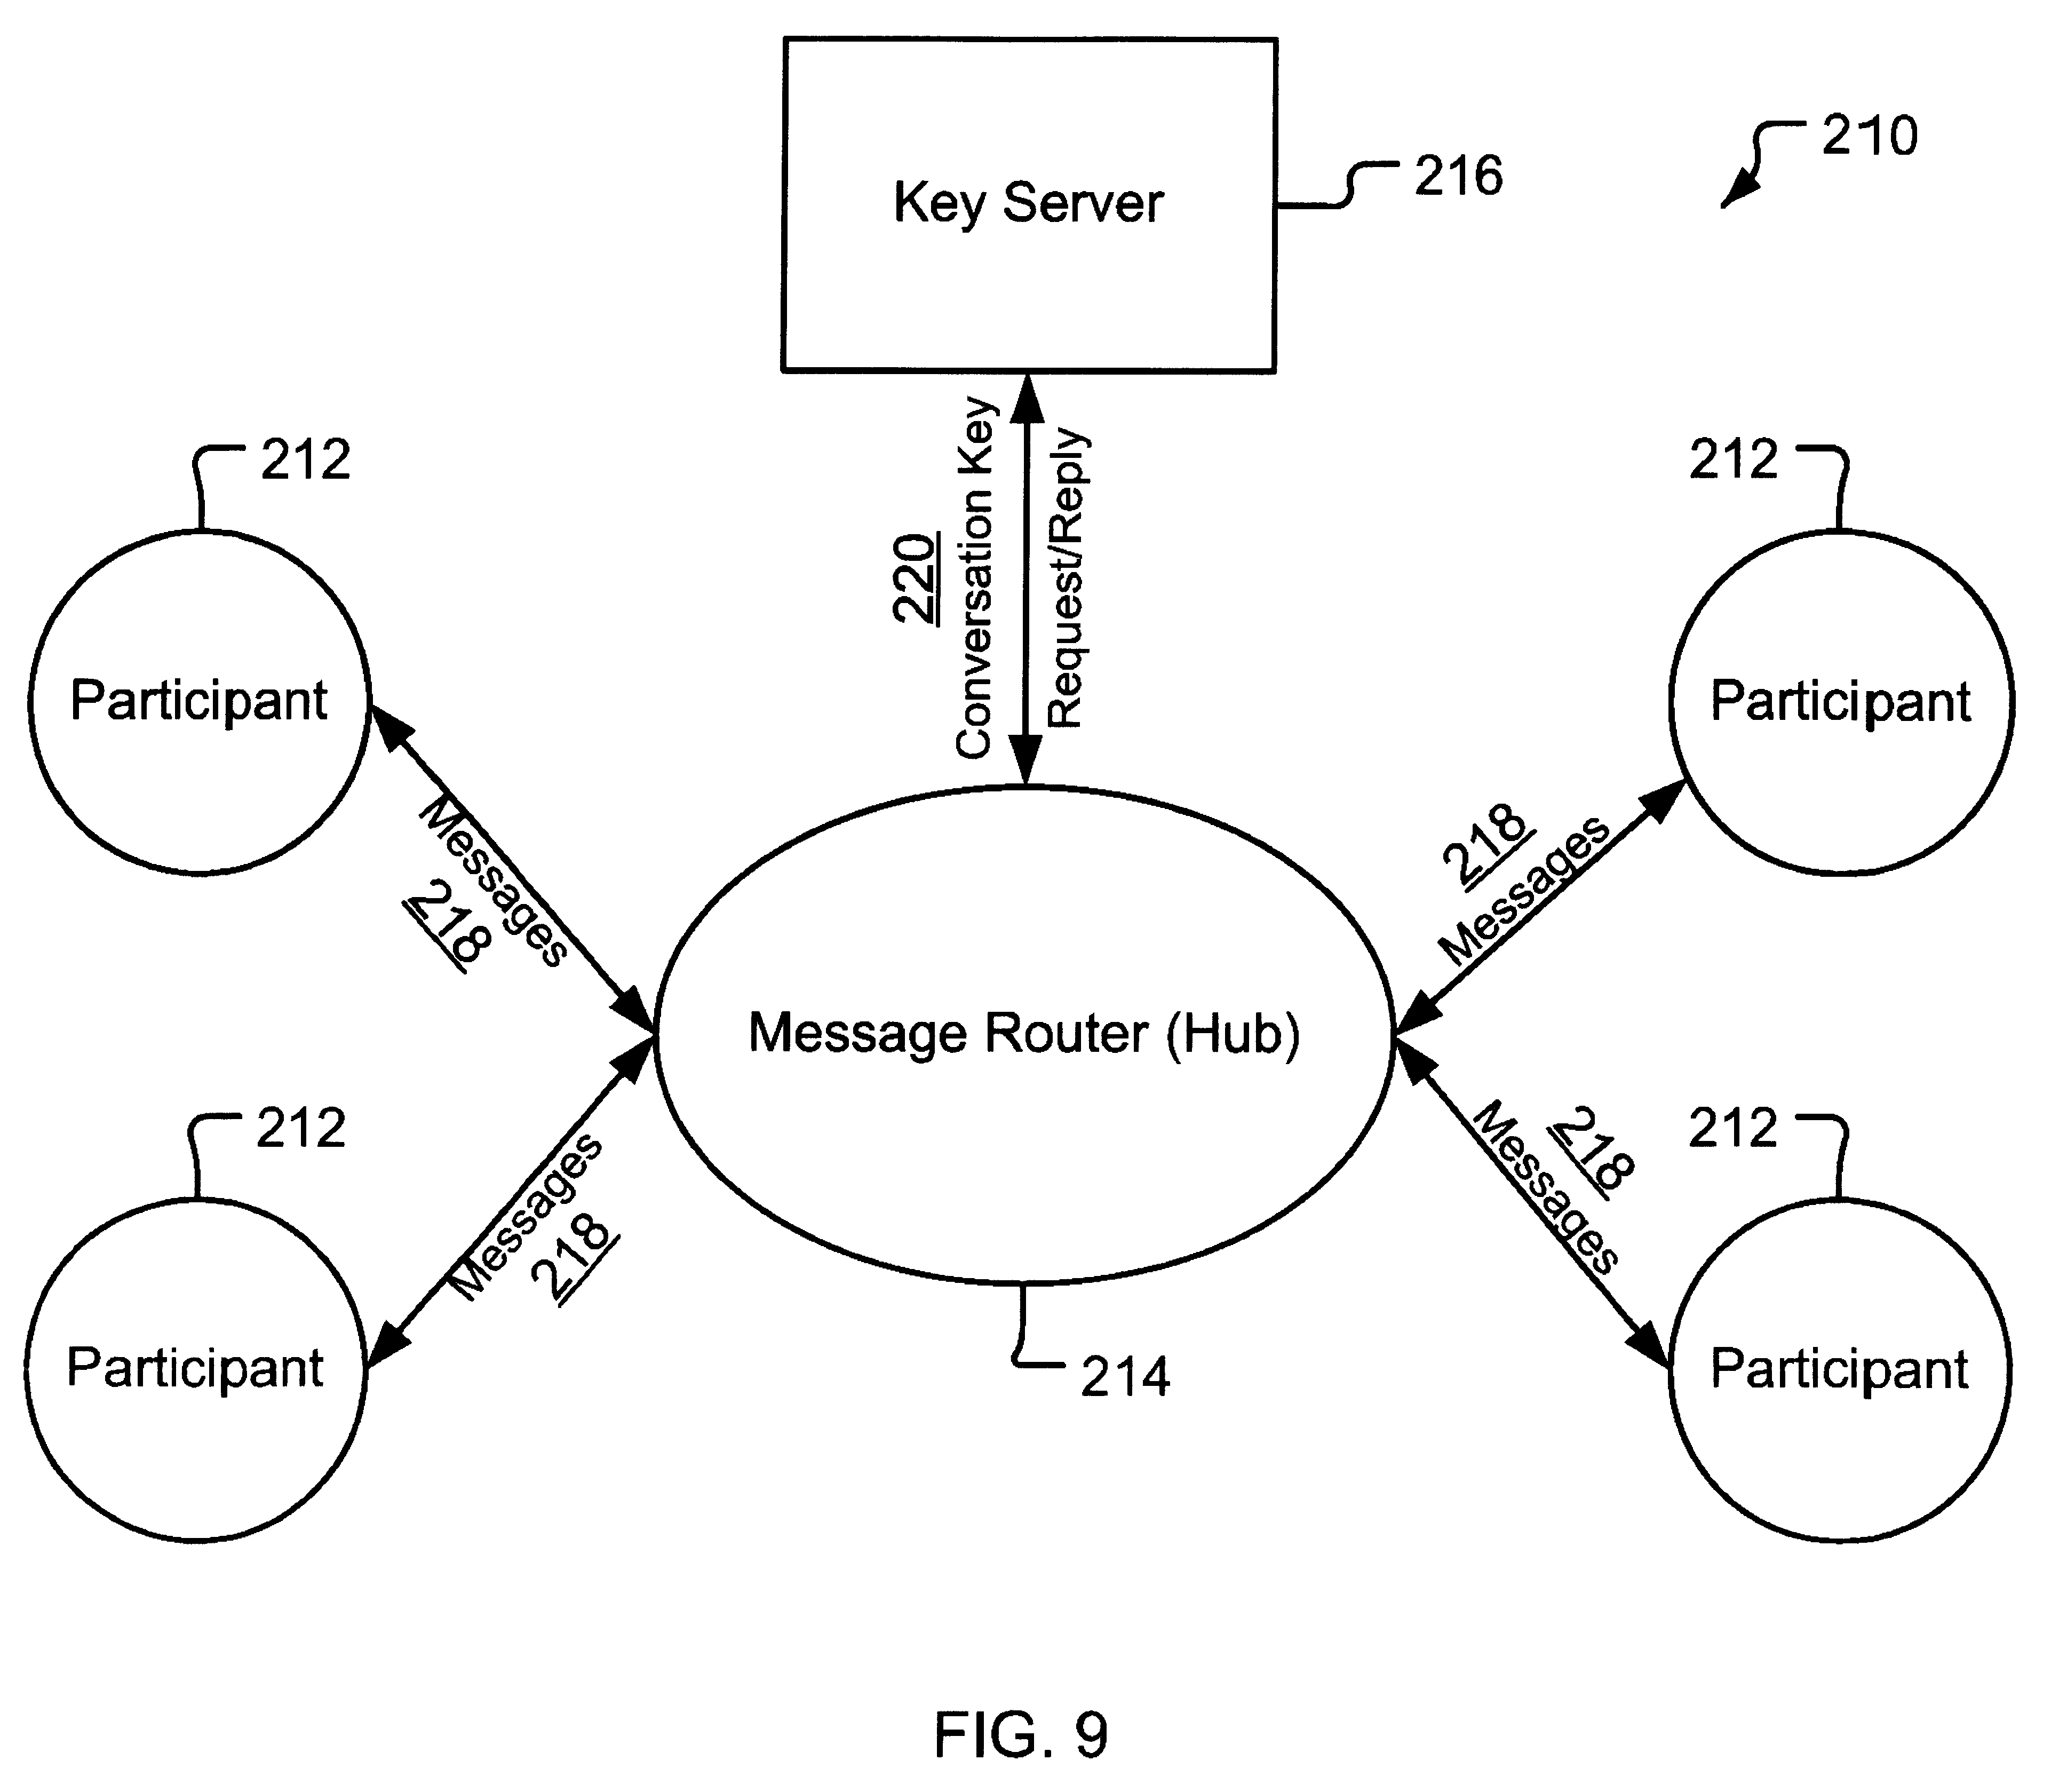 210
216
Key Server
212
212
220
Conversation Key
Request/Reply
Participant
Participant
Messages
218
218
Messages
Message Router (Hub)
212
212
Messages
218
Messages
218
Participant
Participant
214
FIG. 9